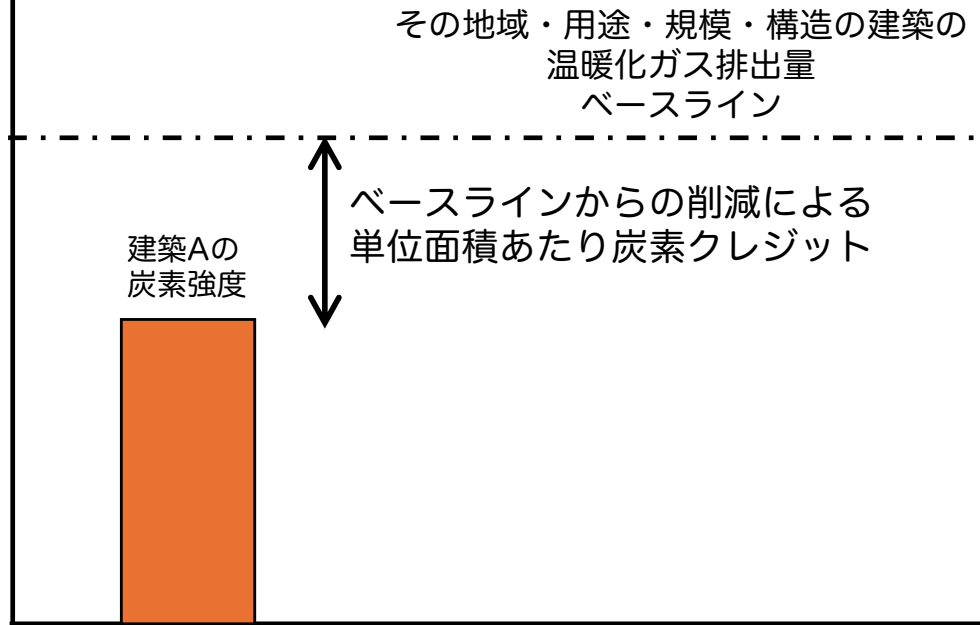 その地域・用途・規模・構造の建築の
温暖化ガス排出量
ベースライン
ベースラインからの削減による
単位面積あたり炭素クレジット
建築Aの
炭素強度